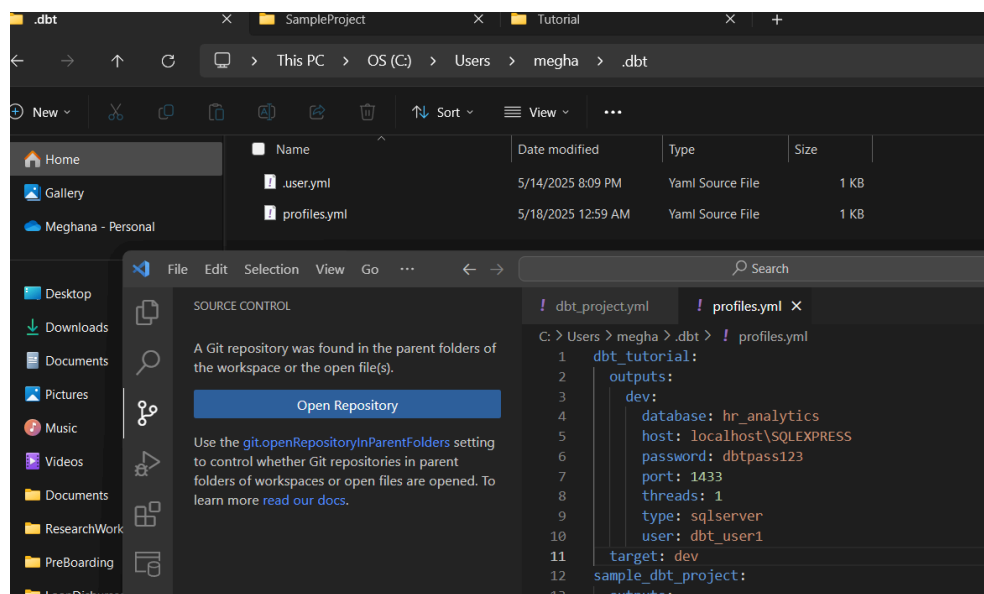 .dbt
SampleProject
Tutorial
This PC > OS (C:) > Users > megha > .dbt
New
Sort
View
Name Date modified Type Size
.user.yml 5/14/2025 8:09 PM Yaml Source File 1 KB
profiles.yml 5/18/2025 12:59 AM Yaml Source File 1 KB
Home
Gallery
Meghana - Personal
Desktop
Downloads
Documents
Pictures
Music
Videos
Documents
ResearchWork
PreBoarding
File Edit Selection View Go ··· Search
SOURCE CONTROL
A Git repository was found in the parent folders of
the workspace or the open file(s).
Open Repository
Use the git.openRepositoryInParentFolders setting
to control whether Git repositories in parent
folders of workspaces or open files are opened. To
learn more read our docs.
! dbt_project.yml ! profiles.yml
C: > Users > megha > .dbt > ! profiles.yml
1 dbt_tutorial:
2 outputs:
3 dev:
4 database: hr_analytics
5 host: localhost\SQLEXPRESS
6 password: dbtpass123
7 port: 1433
8 threads: 1
9 type: sqlserver
10 user: dbt_user1
11 target: dev
12 sample_dbt_project: